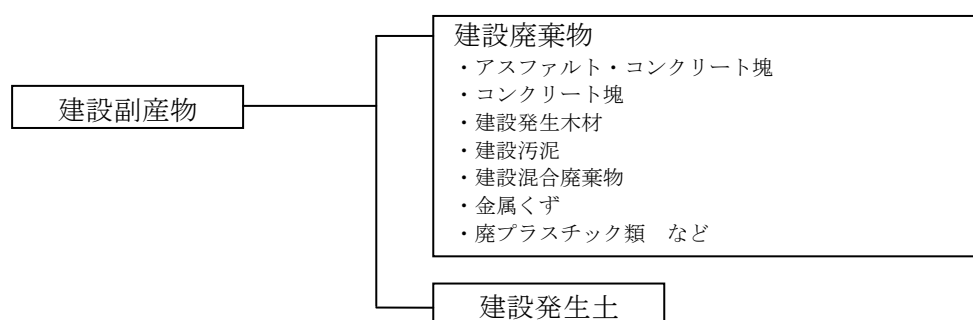 建設廃棄物
・アスファルト・コンクリート塊
・コンクリート塊
建設副産物
・建設発生木材
・建設汚泥
・建設混合廃棄物
・金属くず
・廃プラスチック類　など
建設発生土